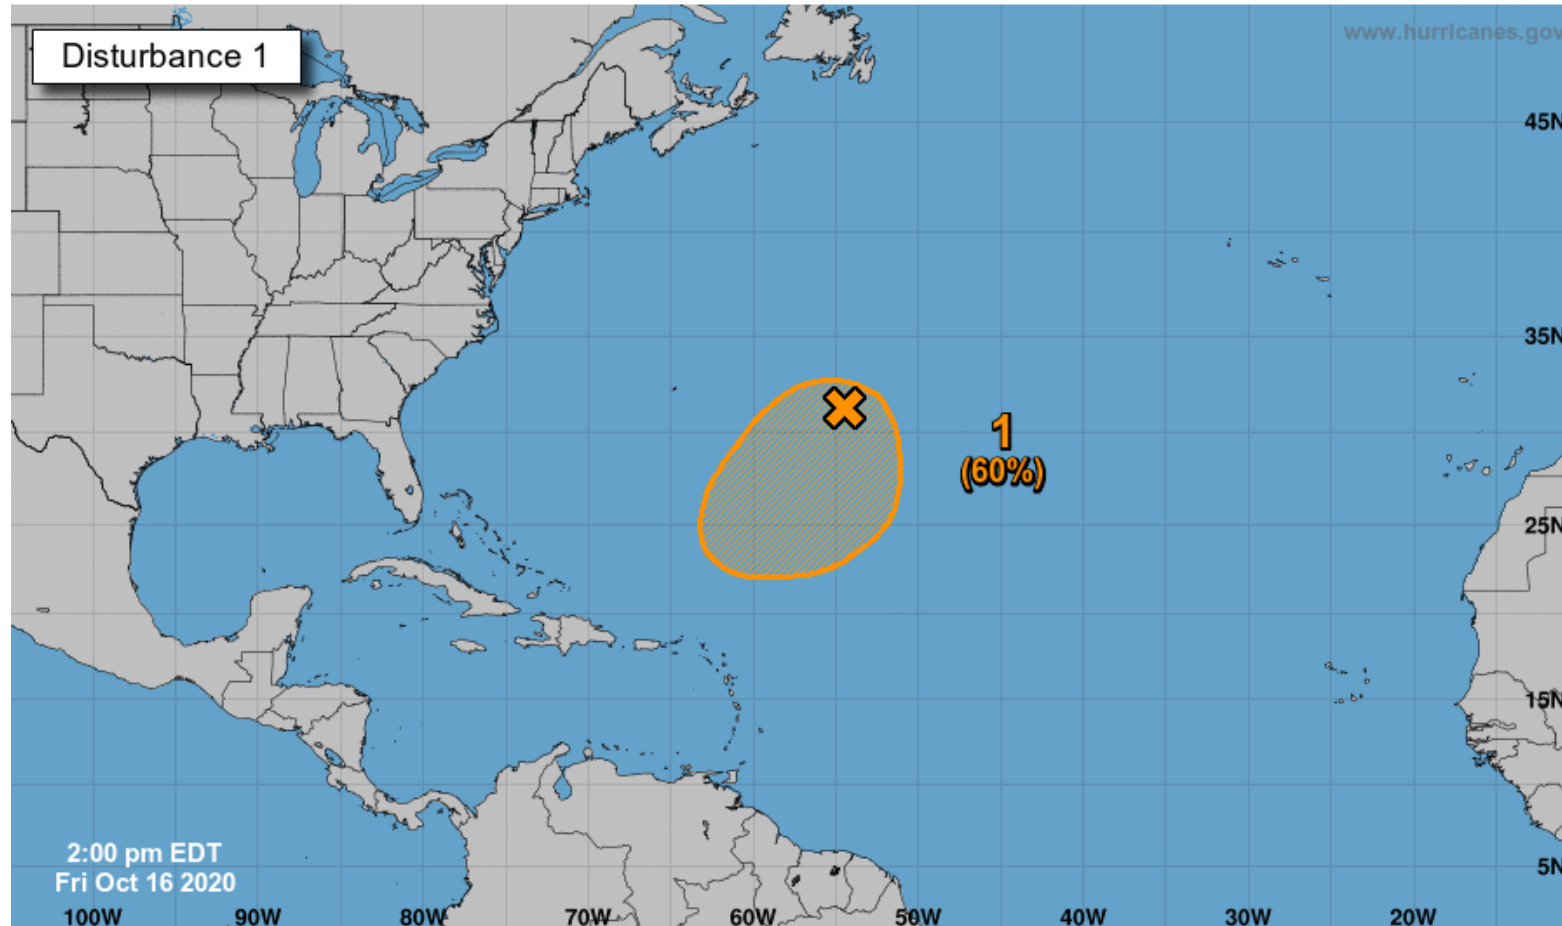 Disturbance 1
www.hurricanes.gov
45N
35N
1
(60%)
25N
15N
2:00 pm EDT
Fri Oct 16 2020
5N
100W 90W 80W 70W 60W 50W 40W 30W 20W